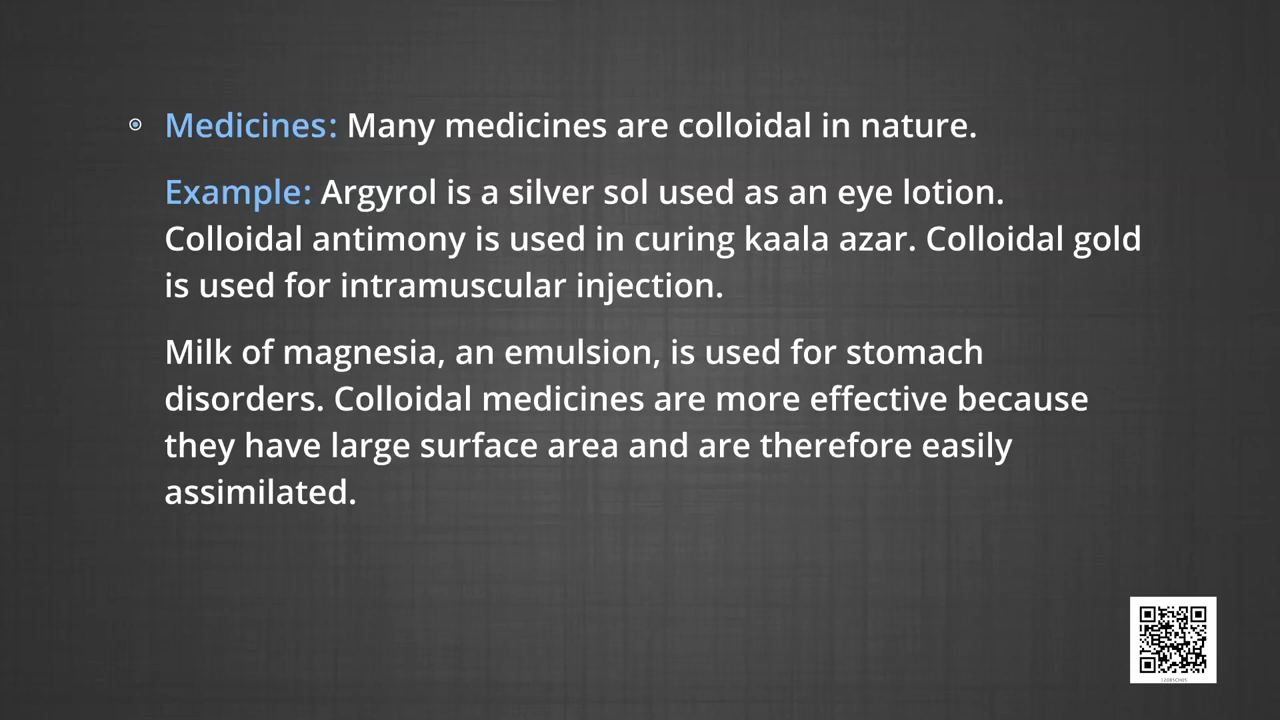 Medicines: Many medicines are colloidal in nature.
Example: Argyrol is a silver sol used as an eye lotion.
Colloidal antimony is used in curing kaala azar. Colloidal gold
is used for intramuscular injection.
Milk of magnesia, an emulsion, is used for stomach
disorders. Colloidal medicines are more effective because
they have large surface area and are therefore easily
assimilated.